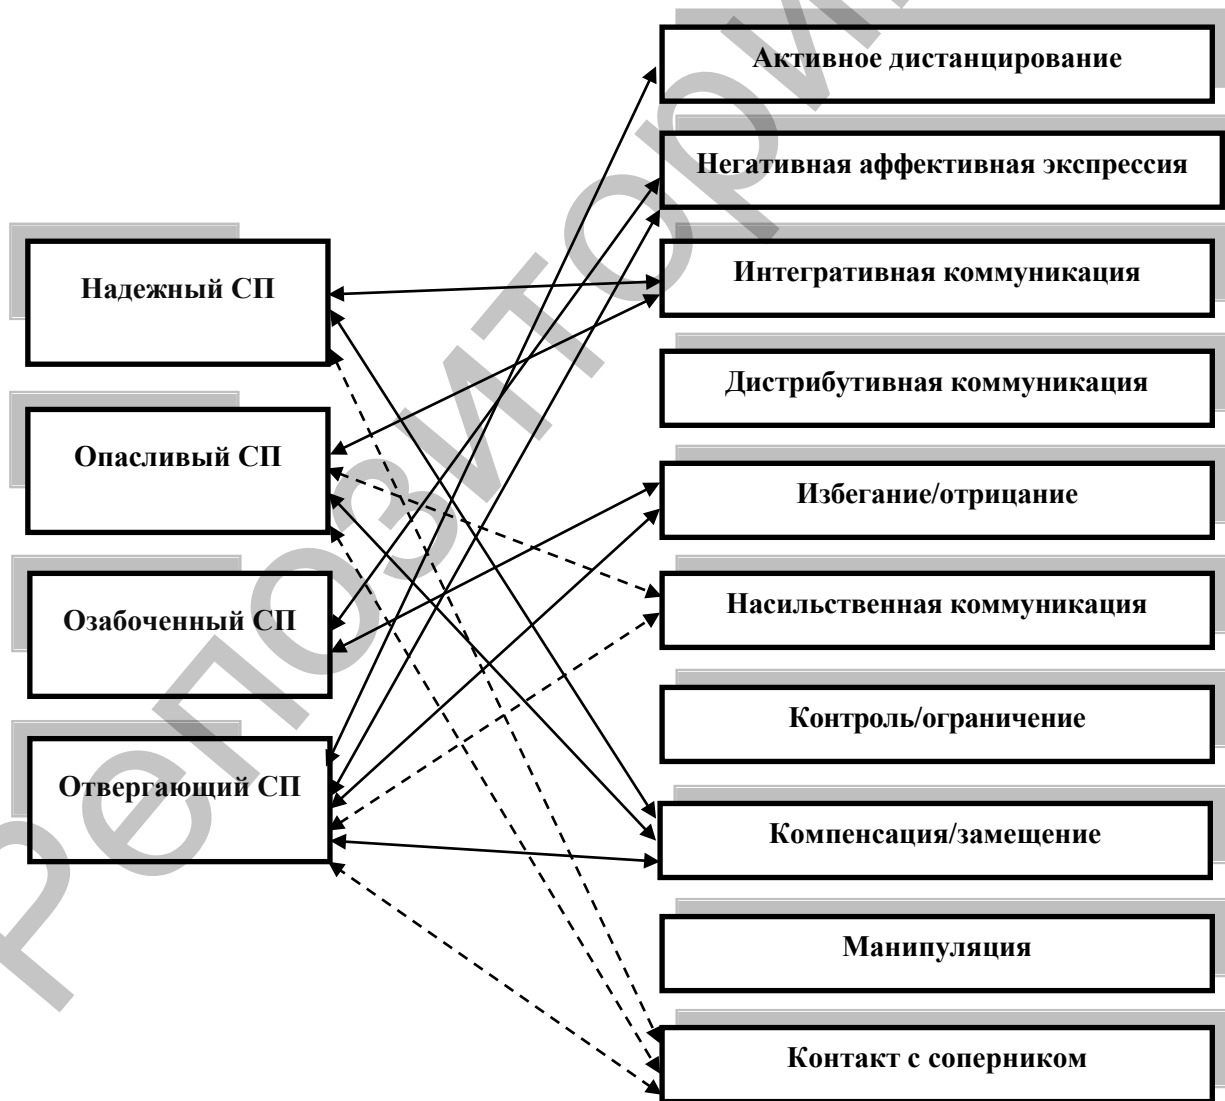 Активное дистанцирование
Негативная аффективная экспрессия
Надежный СП
Интегративная коммуникация
Дистрибутивная коммуникация
Опасливый СП
Избегание/отрицание
Озабоченный СП
Насильственная коммуникация
Контроль/ограничение
Отвергающий СП
Компенсация/замещение
Манипуляция
Контакт с соперником
Репозитори